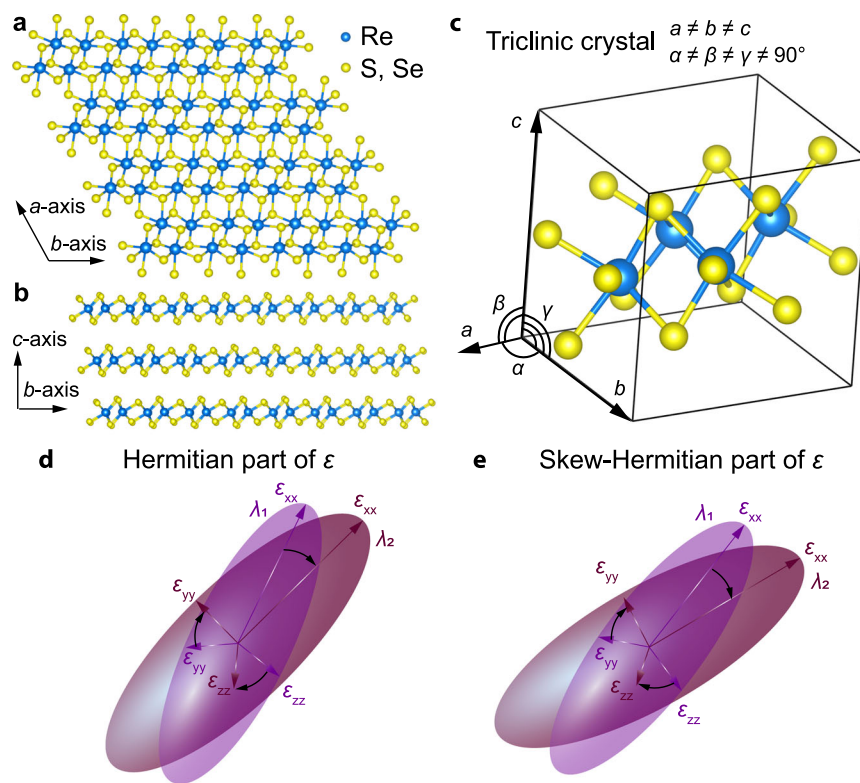 a
Re
S, Se
a-axis
b-axis
b
c-axis
b-axis
c
Triclinic crystal
a ≠ b ≠ c
α ≠ β ≠ γ ≠ 90°
c
β
γ
a
α
b
d
Hermitian part of ε
λ₁
ε_xx
ε_xx
λ₂
ε_yy
ε_yy
ε_zz
ε_zz
e
Skew-Hermitian part of ε
λ₁
ε_xx
ε_xx
λ₂
ε_yy
ε_yy
ε_zz
ε_zz